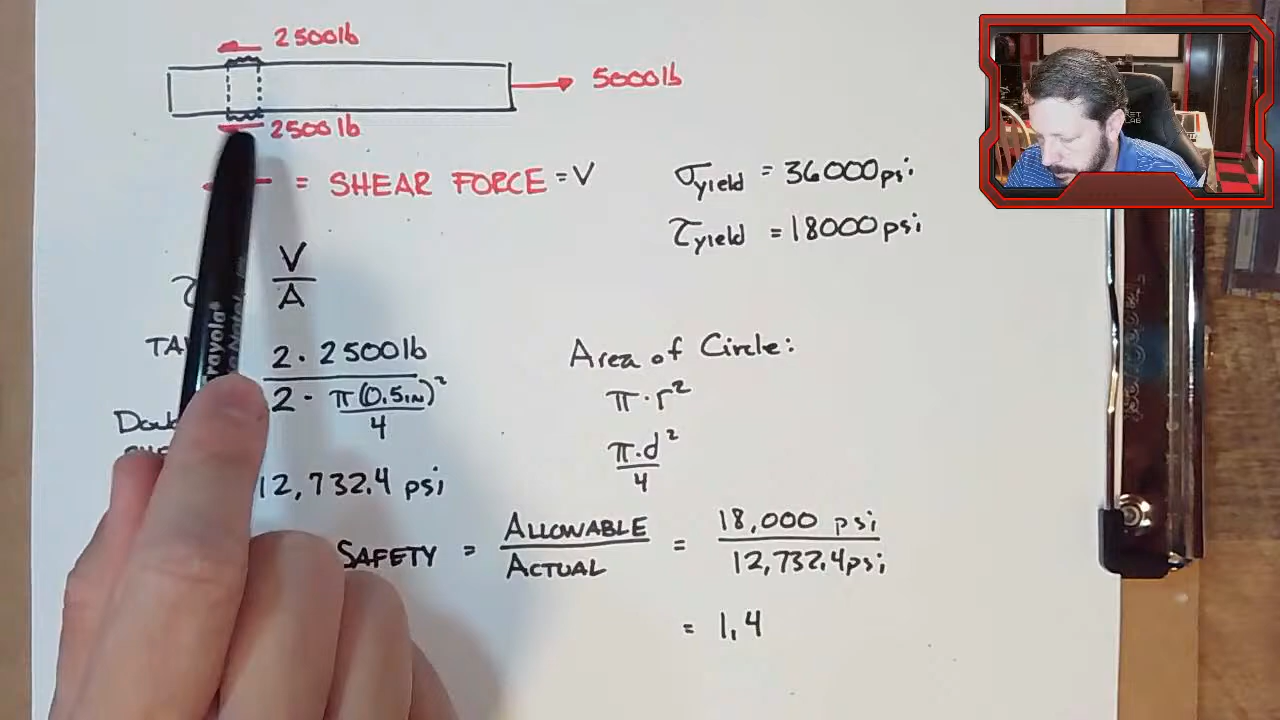 2500lb
5000lb
2500lb
= SHEAR FORCE = V
σyield = 36000psi
τyield = 18000psi
V
A
2 · 2500lb
2 · π(0.5in)²
4
12,732.4 psi
Area of Circle:
π·r²
π·d²
4
SAFETY = ALLOWABLE = 18,000 psi
ACTUAL 12,732.4psi
= 1.4